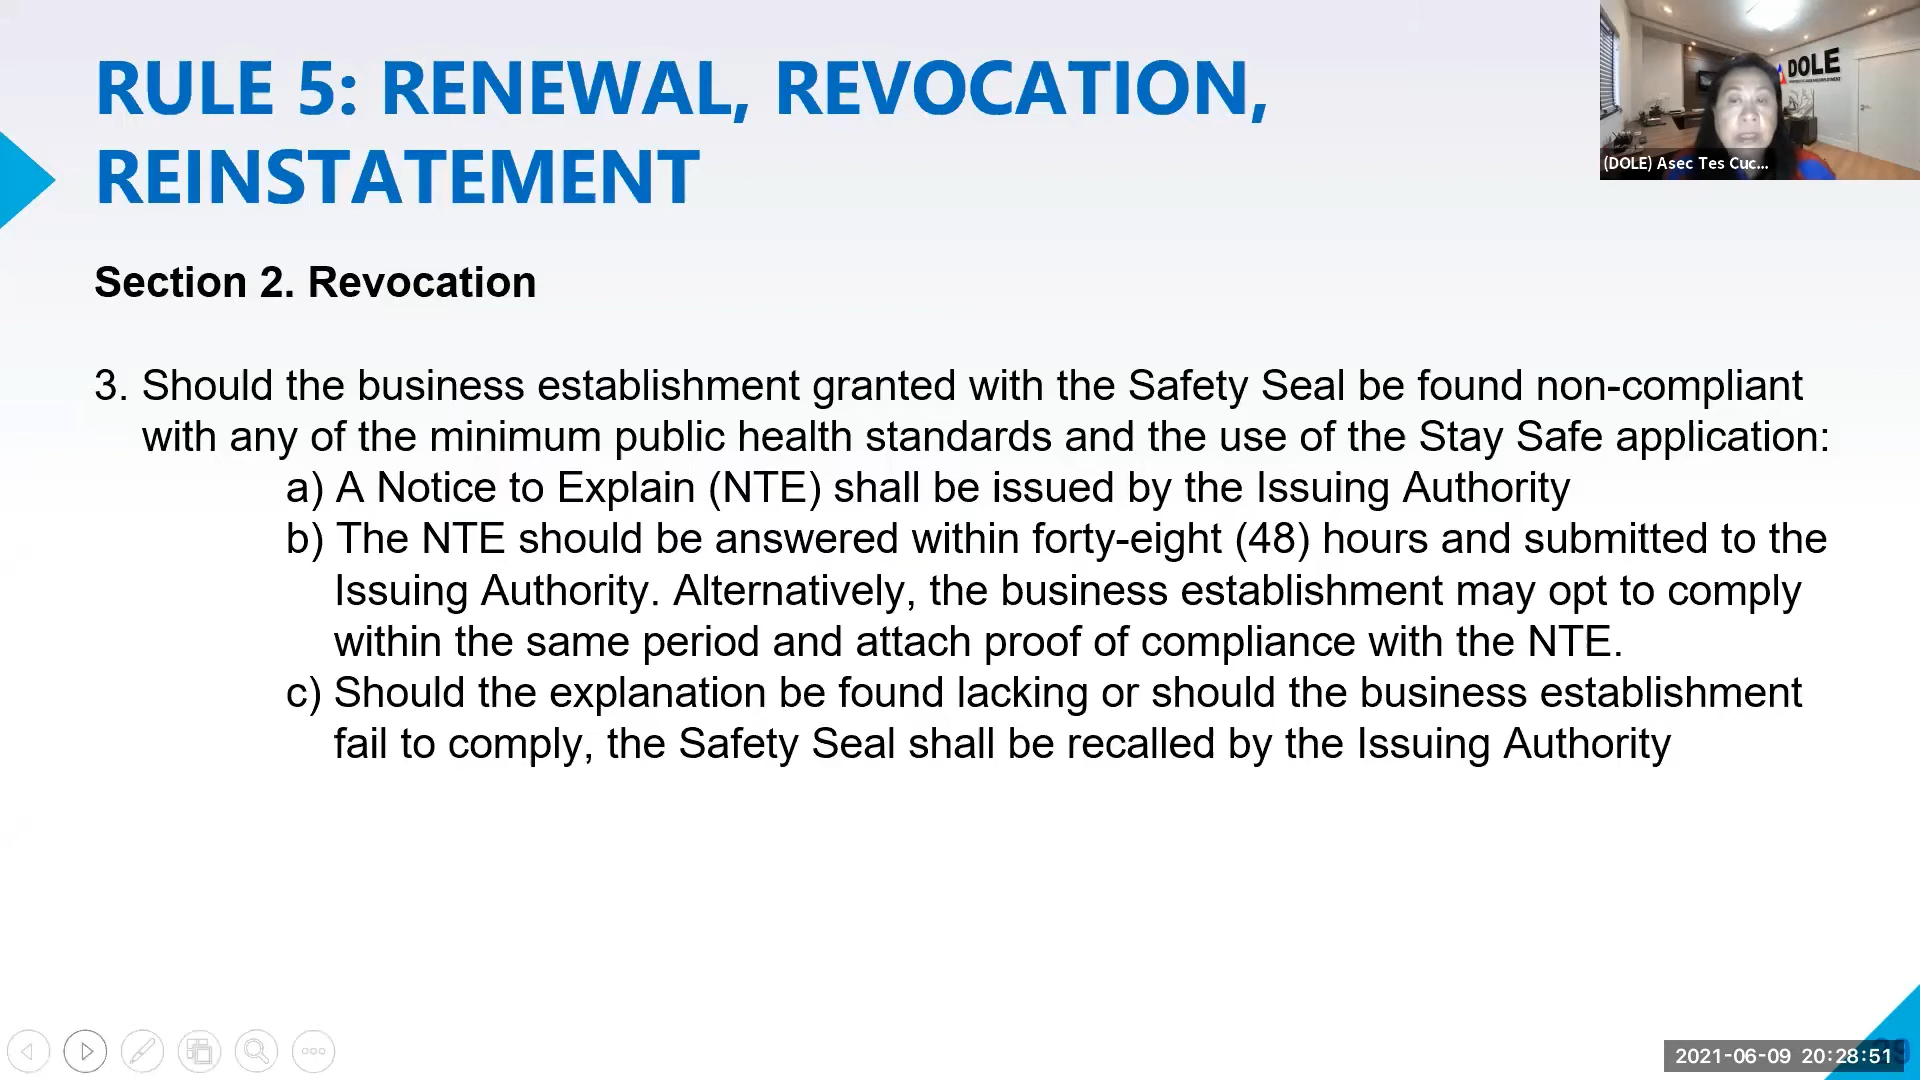 RULE 5: RENEWAL, REVOCATION,
REINSTATEMENT
DOLE
(DOLE) Asec Tes Cuc...
Section 2. Revocation
3. Should the business establishment granted with the Safety Seal be found non-compliant
with any of the minimum public health standards and the use of the Stay Safe application:
a) A Notice to Explain (NTE) shall be issued by the Issuing Authority
b) The NTE should be answered within forty-eight (48) hours and submitted to the
Issuing Authority. Alternatively, the business establishment may opt to comply
within the same period and attach proof of compliance with the NTE.
c) Should the explanation be found lacking or should the business establishment
fail to comply, the Safety Seal shall be recalled by the Issuing Authority
2021-06-09 20:28:51